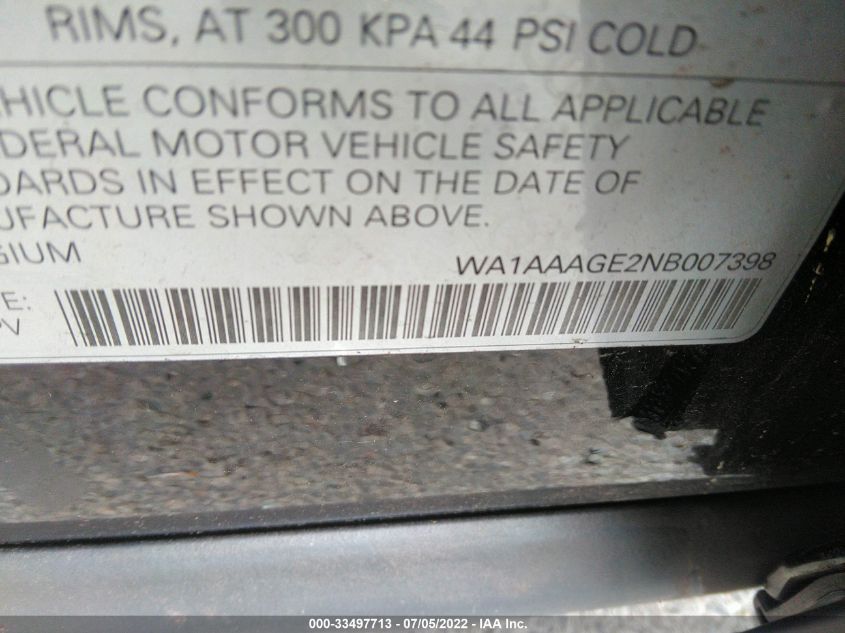 RIMS, AT 300 KPA 44 PSI COLD
HICLE CONFORMS TO ALL APPLICABLE
DERAL MOTOR VEHICLE SAFETY
DARDS IN EFFECT ON THE DATE OF
UFACTURE SHOWN ABOVE.
GIUM
WA1AAAGE2NB007398
E:
PV
000-33497713 - 07/05/2022 - IAA Inc.